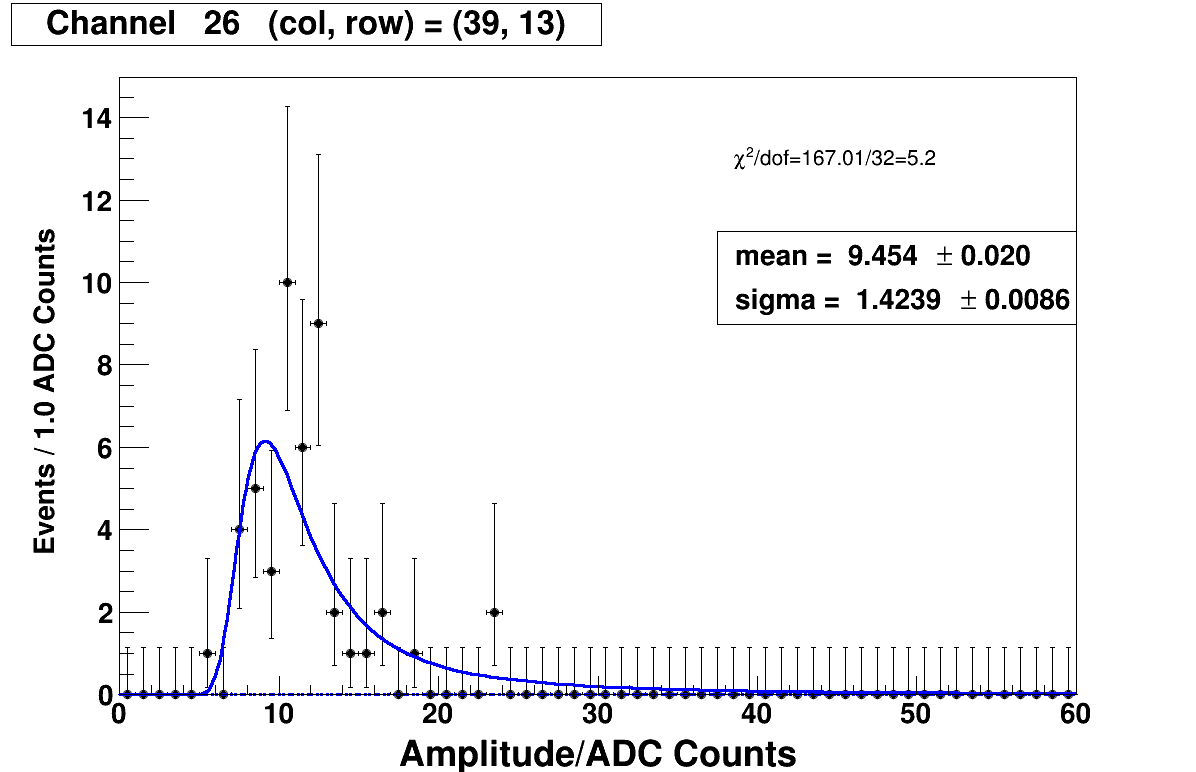 Channel 26 (col, row) = (39, 13)
14
12
10
8
6
4
2
0
Events / 1.0 ADC Counts
χ²/dof=167.01/32=5.2
mean = 9.454 ± 0.020
sigma = 1.4239 ± 0.0086
0 10 20 30 40 50 60
Amplitude/ADC Counts